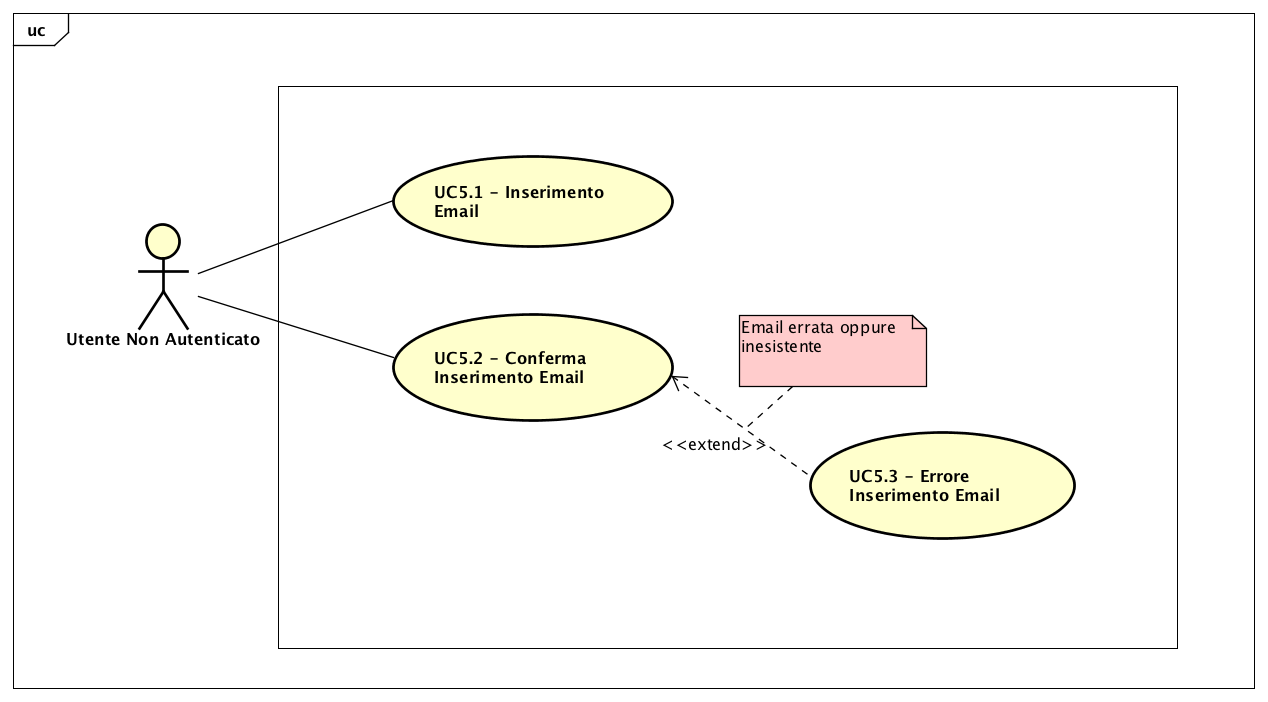 uc
UC5.1 - Inserimento
Email
Utente Non Autenticato
Email errata oppure
inesistente
UC5.2 - Conferma
Inserimento Email
<<extend>>
UC5.3 - Errore
Inserimento Email